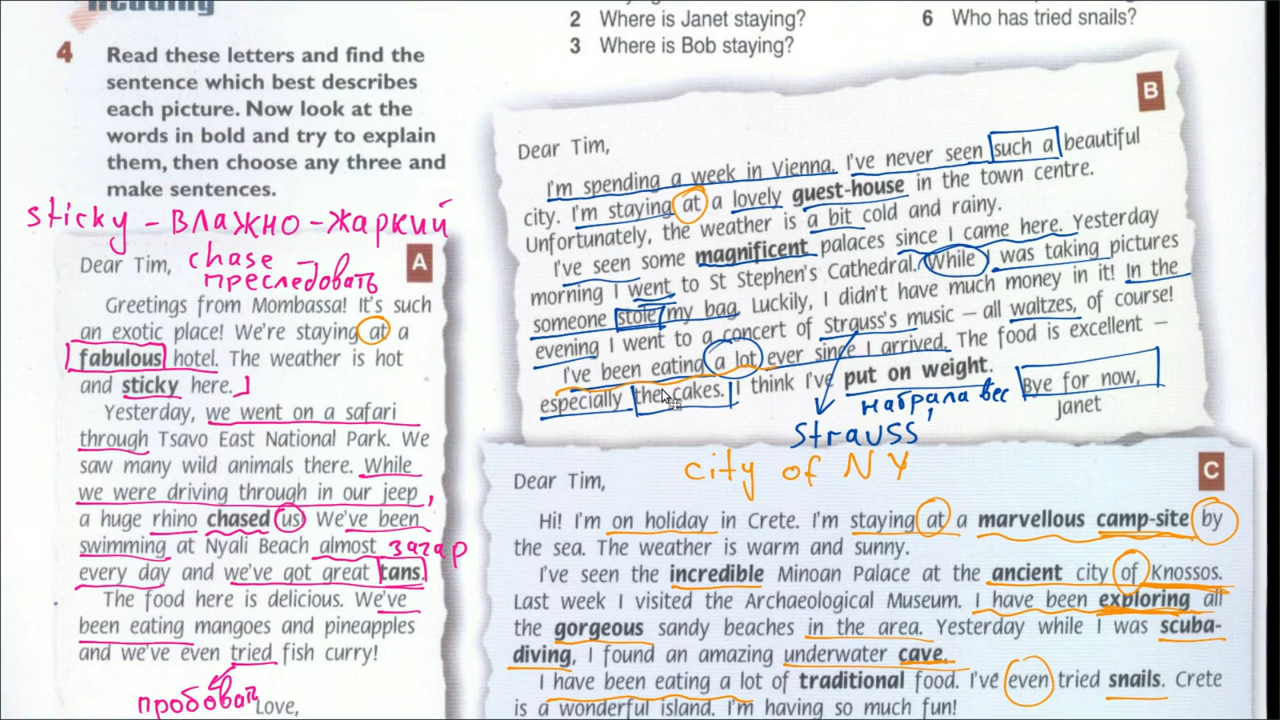 Reading
4 Read these letters and find the
sentence which best describes
each picture. Now look at the
words in bold and try to explain
them, then choose any three and
make sentences.
2 Where is Janet staying?
3 Where is Bob staying?
6 Who has tried snails?
sticky - влажно - жаркий
chase -
преследовать
A
Dear Tim,
Greetings from Mombassa! It's such
an exotic place! We're staying at a
fabulous hotel. The weather is hot
and sticky here.
Yesterday, we went on a safari
through Tsavo East National Park. We
saw many wild animals there. While
we were driving through in our jeep,
a huge rhino chased us. We've been
swimming at Nyali Beach almost загар
every day and we've got great tans.
The food here is delicious. We've
been eating mangoes and pineapples
and we've even tried fish curry!
пробовать
Love,
B
Dear Tim,
I'm spending a week in Vienna. I've never seen such a beautiful
city. I'm staying at a lovely guest-house in the town centre.
Unfortunately, the weather is a bit cold and rainy.
I've seen some magnificent palaces since I came here. Yesterday
morning I went to St Stephen's Cathedral. While I was taking pictures
someone stole my bag. Luckily, I didn't have much money in it! In the
evening I went to a concert of Strauss's music – all waltzes, of course!
I've been eating a lot ever since I arrived. The food is excellent –
especially the cakes. I think I've put on weight.
набрала вес
Bye for now,
Janet
Strauss'
city of NY
C
Dear Tim,
Hi! I'm on holiday in Crete. I'm staying at a marvellous camp-site by
the sea. The weather is warm and sunny.
I've seen the incredible Minoan Palace at the ancient city of Knossos.
Last week I visited the Archaeological Museum. I have been exploring all
the gorgeous sandy beaches in the area. Yesterday while I was scuba-
diving, I found an amazing underwater cave.
I have been eating a lot of traditional food. I've even tried snails. Crete
is a wonderful island. I'm having so much fun!